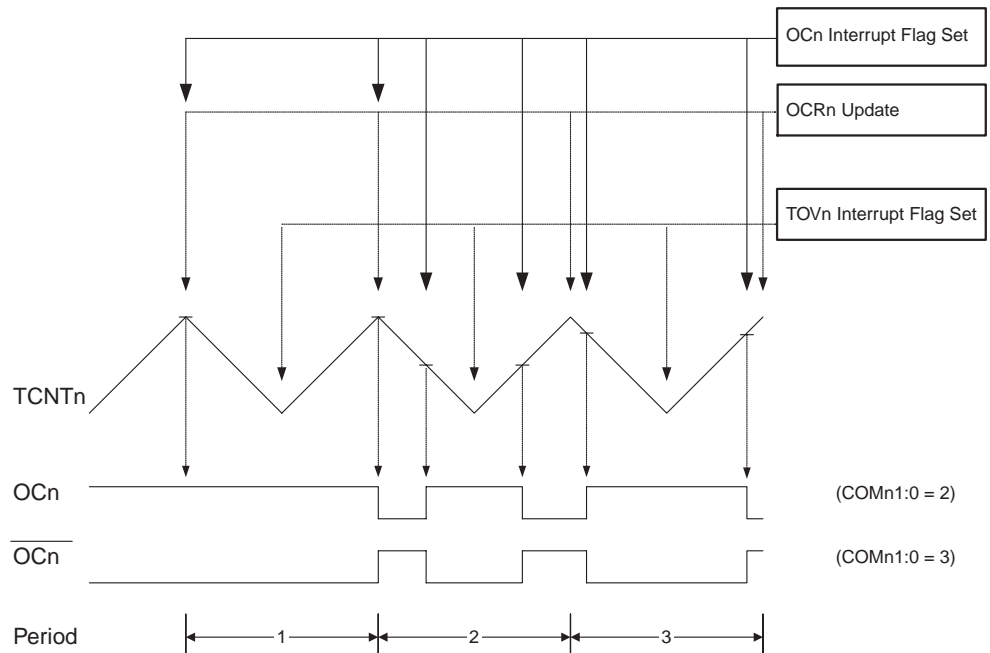 OCn Interrupt Flag Set
OCRn Update
TOVn Interrupt Flag Set
TCNTn
OCn
(COMn1:0 = 2)
OCn
(COMn1:0 = 3)
Period
1
2
3